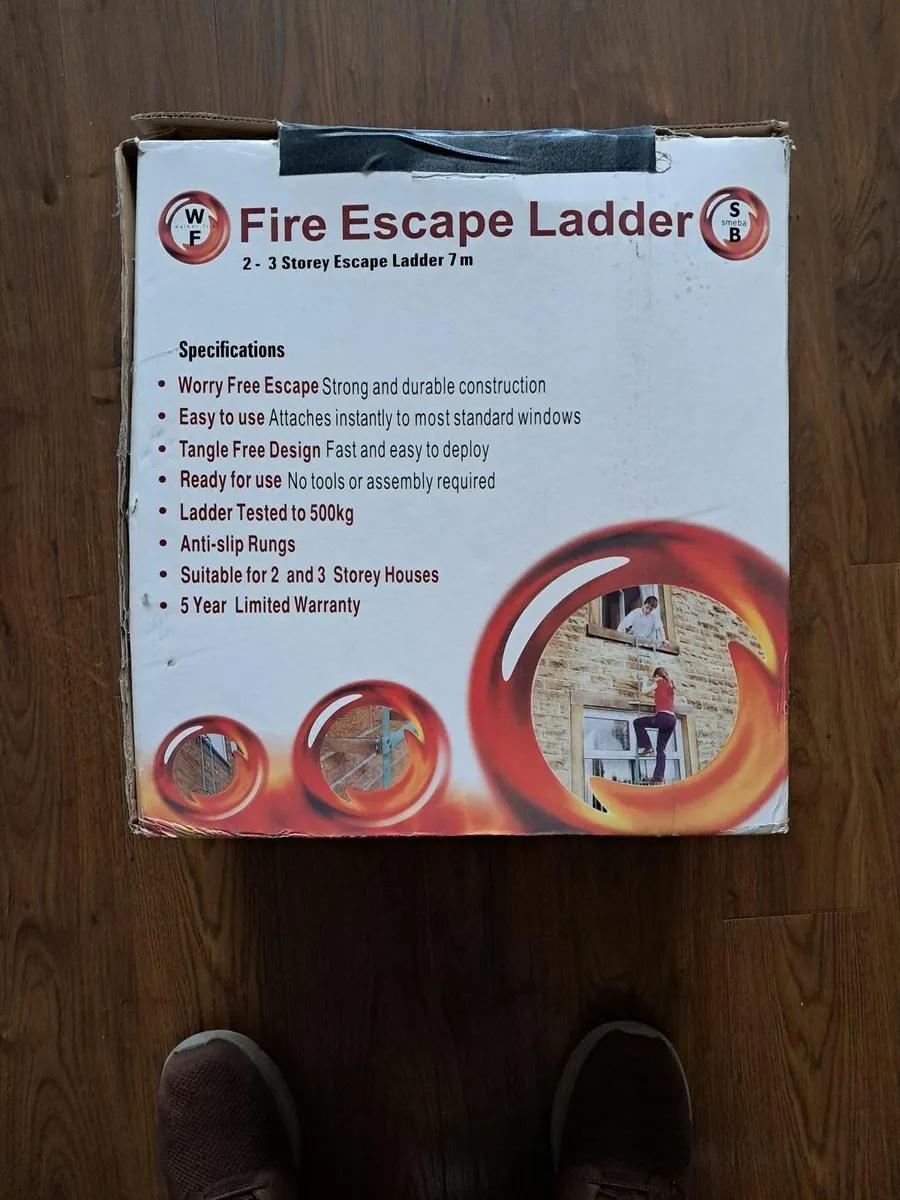 W
F
Fire Escape Ladder
S
smeba
B
2 - 3 Storey Escape Ladder 7 m
Specifications
• Worry Free Escape Strong and durable construction
• Easy to use Attaches instantly to most standard windows
• Tangle Free Design Fast and easy to deploy
• Ready for use No tools or assembly required
• Ladder Tested to 500kg
• Anti-slip Rungs
• Suitable for 2 and 3 Storey Houses
• 5 Year Limited Warranty